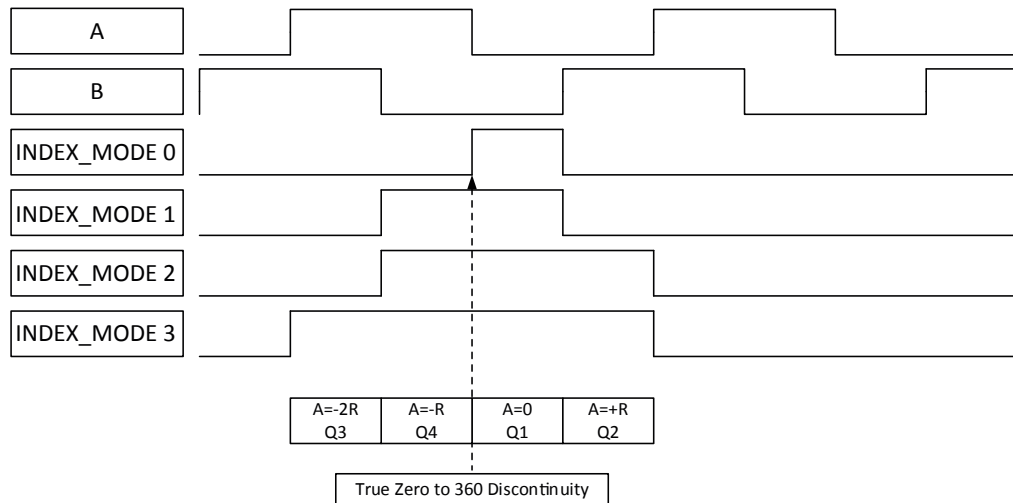 A
B
INDEX_MODE 0
INDEX_MODE 1
INDEX_MODE 2
INDEX_MODE 3
A=-2R A=-R A=0 A=+R
Q3 Q4 Q1 Q2
True Zero to 360 Discontinuity